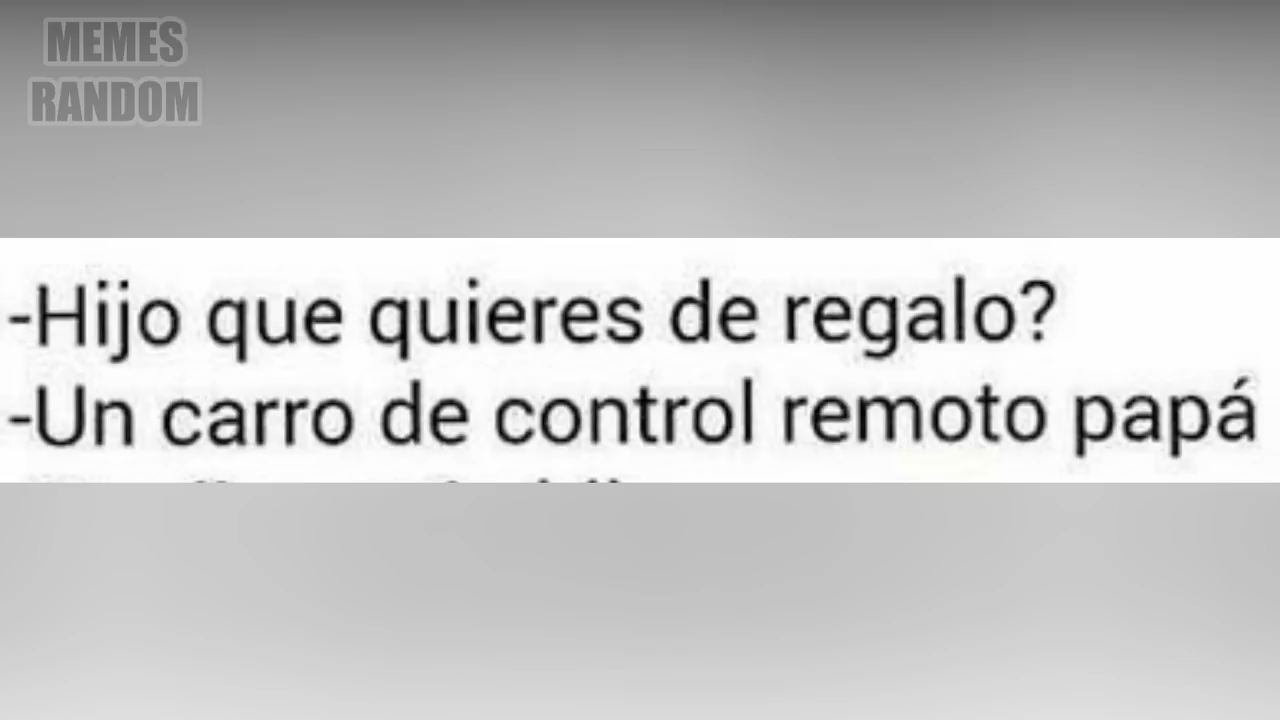 MEMES
RANDOM
-Hijo que quieres de regalo?
-Un carro de control remoto papá